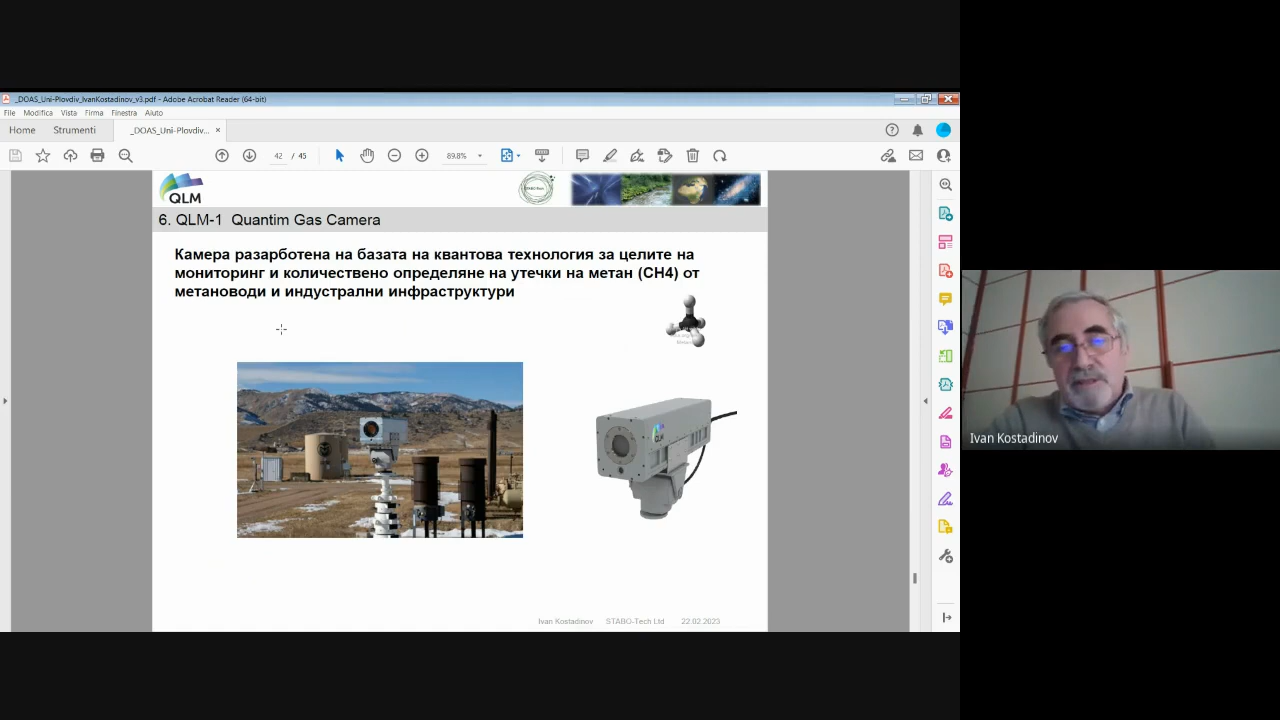 _DOAS_Uni-Plovdiv_IvanKostadinov_v3.pdf - Adobe Acrobat Reader (64-bit)
File Modifica Vista Firma Finestra Aiuto
Home Strumenti _DOAS_Uni-Plovdiv... ×
42 / 45 89.8%
QLM
6. QLM-1 Quantim Gas Camera
Камера разарботена на базата на квантова технология за целите на
мониторинг и количествено определяне на утечки на метан (CH4) от
метановоди и индустрални инфраструктури
QLM
Ivan Kostadinov STABO-Tech Ltd 22.02.2023
Ivan Kostadinov